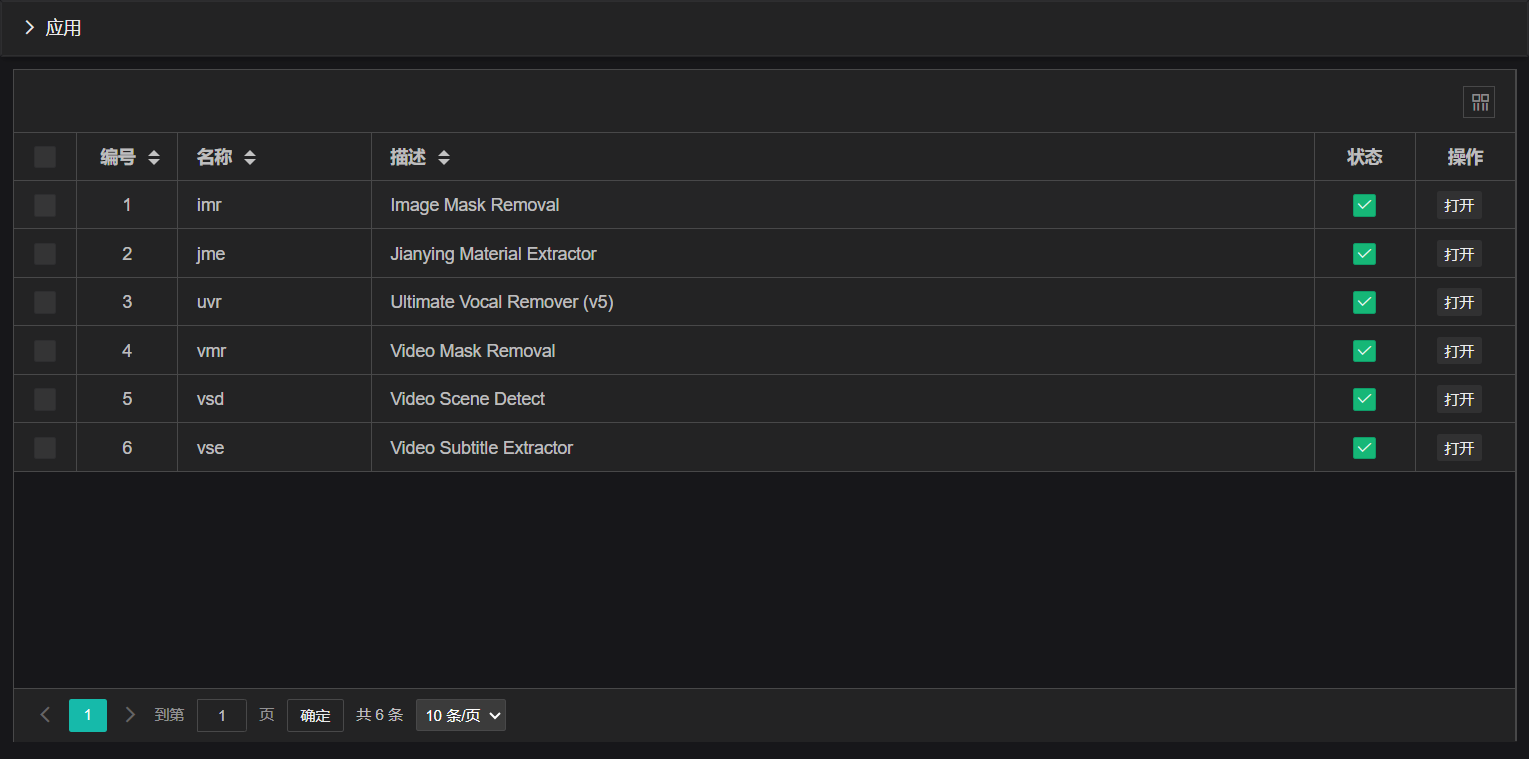 应用
编号 名称 描述 状态 操作
1 imr Image Mask Removal 打开
2 jme Jianying Material Extractor 打开
3 uvr Ultimate Vocal Remover (v5) 打开
4 vmr Video Mask Removal 打开
5 vsd Video Scene Detect 打开
6 vse Video Subtitle Extractor 打开
1 到第 1 页 确定 共 6 条 10 条/页